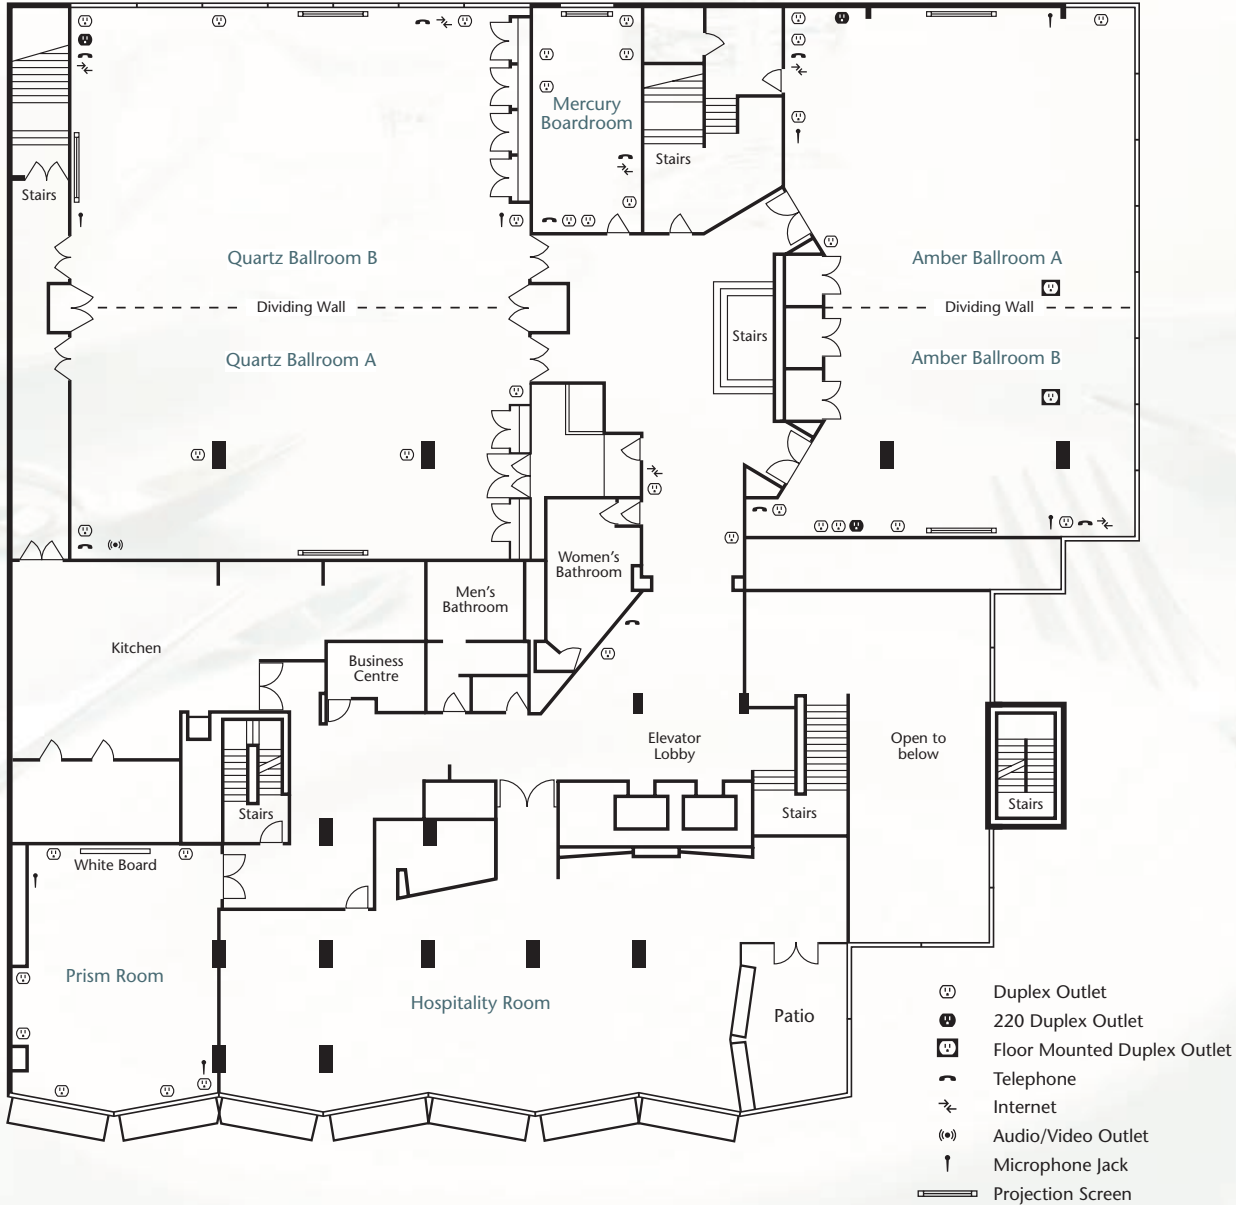 Mercury
Boardroom
Stairs
Stairs
Quartz Ballroom B
Amber Ballroom A
Dividing Wall
Dividing Wall
Stairs
Quartz Ballroom A
Amber Ballroom B
Women's
Bathroom
Men's
Bathroom
Kitchen
Business
Centre
Elevator
Lobby
Open to
below
Stairs
Stairs
Stairs
White Board
Prism Room
Hospitality Room
Patio
Duplex Outlet
220 Duplex Outlet
Floor Mounted Duplex Outlet
Telephone
Internet
Audio/Video Outlet
Microphone Jack
Projection Screen